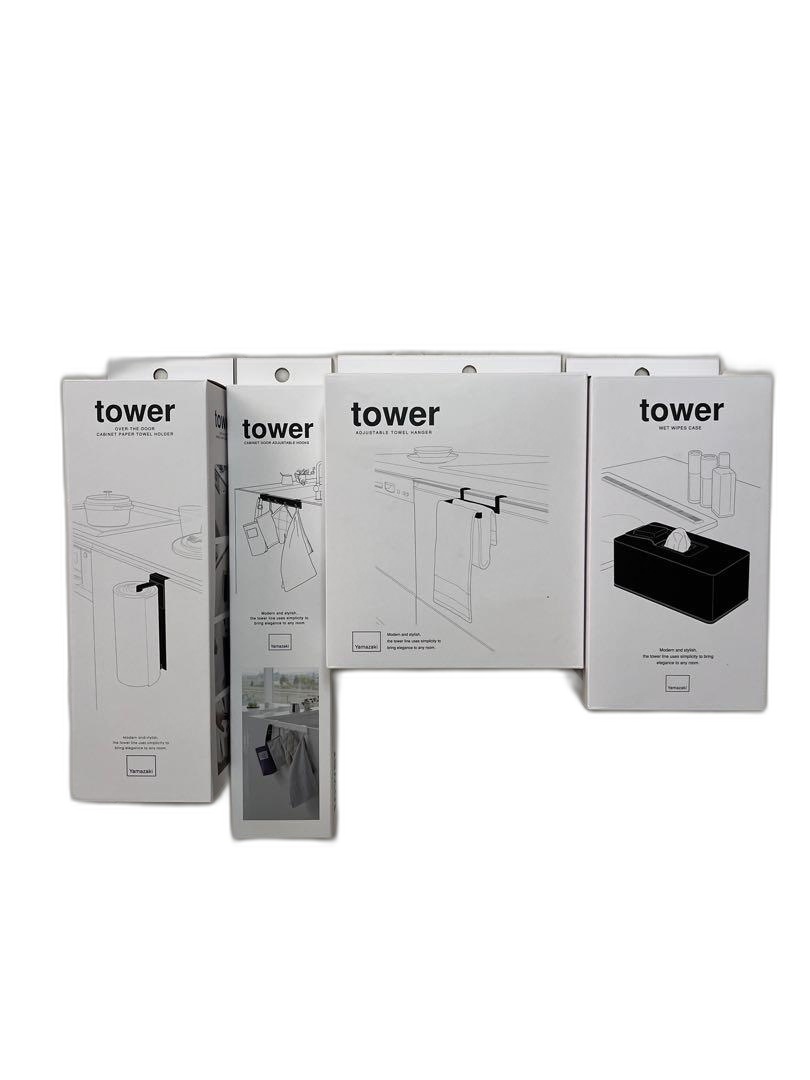 tower
OVER THE DOOR
CABINET PAPER TOWEL HOLDER
Modern and stylish.
the tower line uses simplicity to
bring elegance to any room.
Yamazaki
tower
CABINET DOOR ADJUSTABLE HOOKS
Modern and stylish.
the tower line uses simplicity to
bring elegance to any room.
Yamazaki
tower
ADJUSTABLE TOWEL HANGER
Yamazaki
Modern and stylish.
the tower line uses simplicity to
bring elegance to any room.
tower
WET WIPES CASE
Modern and stylish.
the tower line uses simplicity to bring
elegance to any room.
Yamazaki